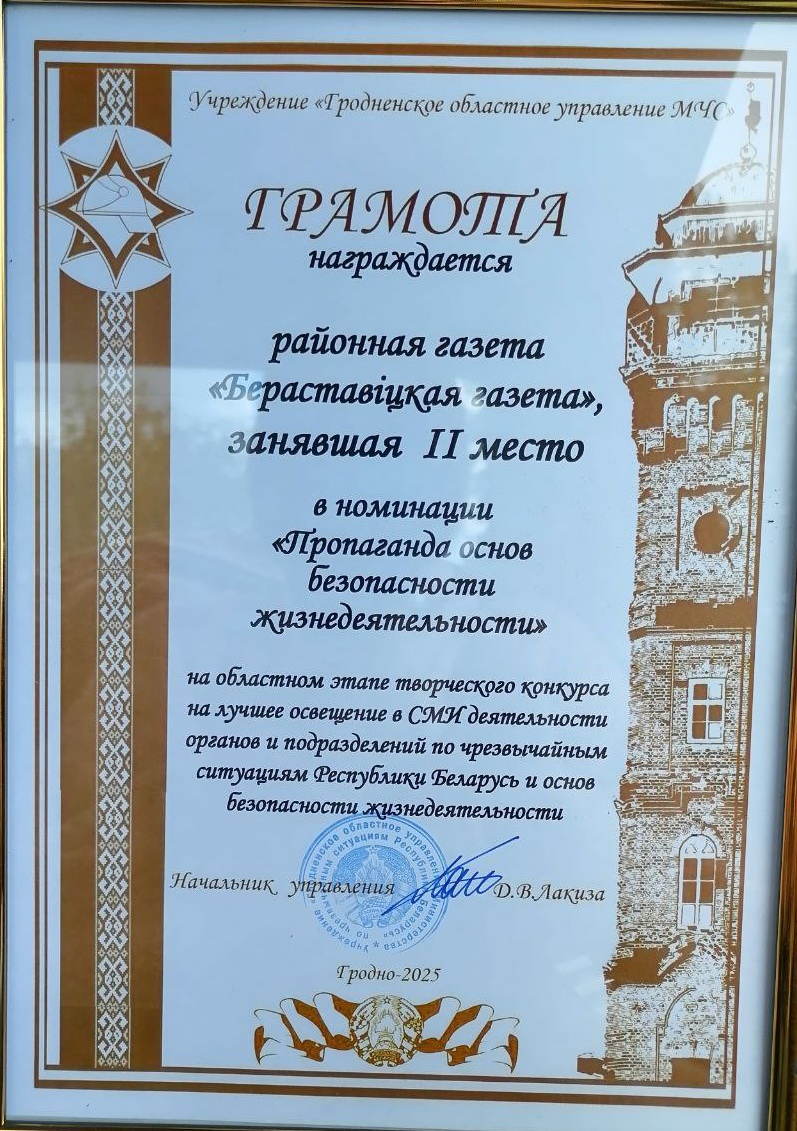 Учреждение «Гродненское областное управление МЧС»
ГРАМОТА
награждается
районная газета
«Бераставіцкая газета»,
занявшая II место
в номинации
«Пропаганда основ
безопасности
жизнедеятельности»
на областном этапе творческого конкурса
на лучшее освещение в СМИ деятельности
органов и подразделений по чрезвычайным
ситуациям Республики Беларусь и основ
безопасности жизнедеятельности
Начальник управления Д.В.Лакиза
Гродно-2025